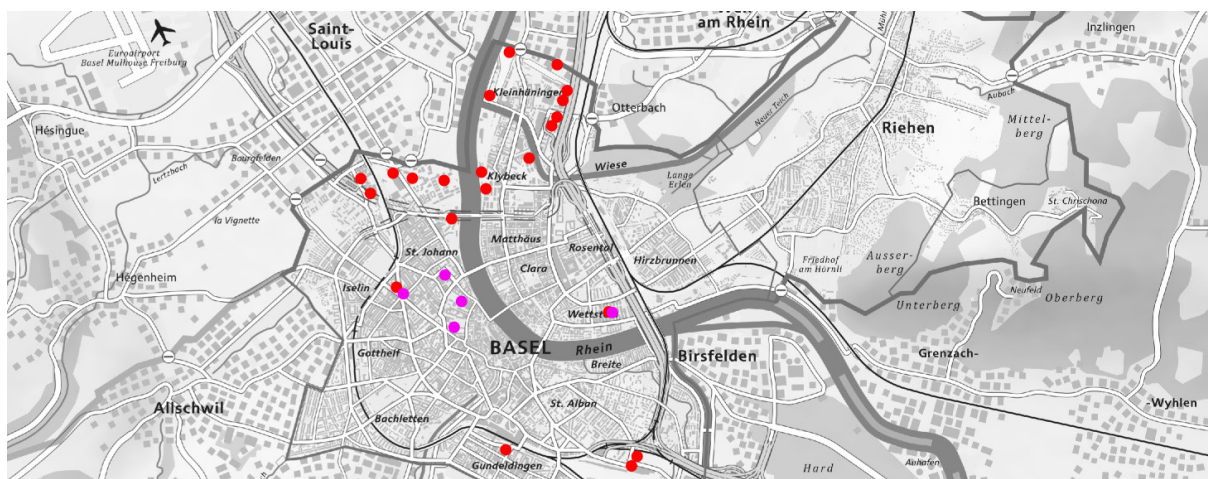 am Rhein
Saint-
Louis
Inzlingen
Euroairport
Basel Mulhouse Freiburg
Kleinhüningen
Otterbach
Neuer Teich
Aubach
Mittel-
berg
Hésingue
Riehen
Bourgfelden
Lertzbach
Wiese
Klybeck
Lange
Erlen
Bettingen
St. Chrischona
la Vignette
Matthäus
St. Johann
Rosental
Clara
Hirzbrunnen
Friedhof
am Hörnli
Ausser-
berg
Hégenheim
Iselin
Neufeld
Oberberg
Unterberg
Wettst
BASEL
Rhein
Gotthelf
Breite
Birsfelden
Grenzach-
Allschwil
St. Alban
-Wyhlen
Bachletten
Gundeldingen
Hard
Auhafen